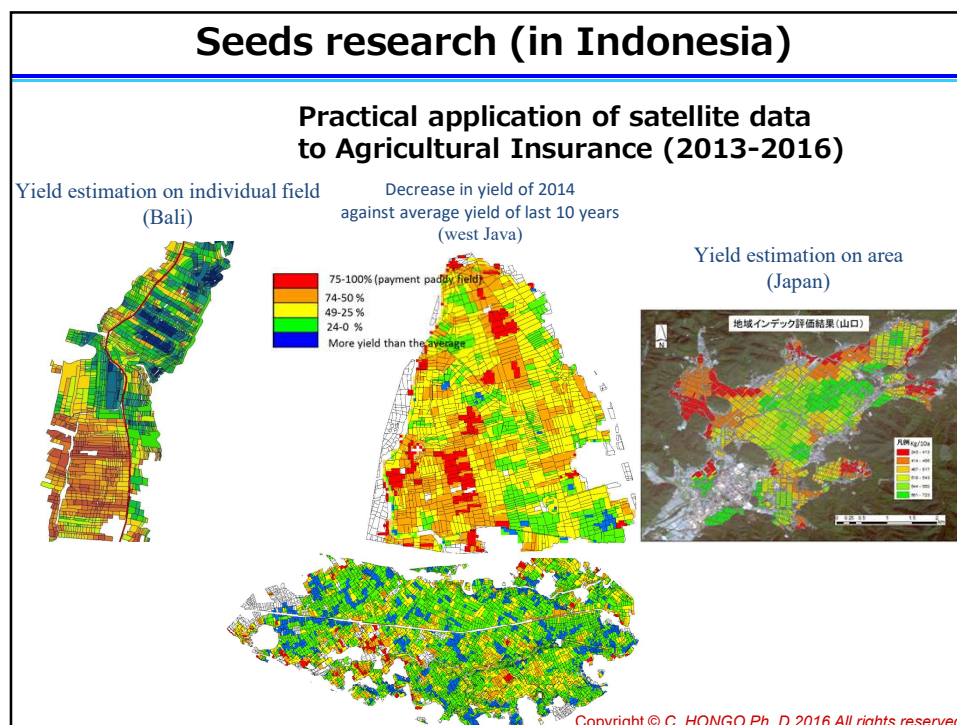 Seeds research (in Indonesia)
Practical application of satellite data
to Agricultural Insurance (2013-2016)
Yield estimation on individual field
(Bali)
Decrease in yield of 2014
against average yield of last 10 years
(west Java)
Yield estimation on area
(Japan)
75-100% (payment paddy field)
74-50 %
49-25 %
24-0 %
More yield than the average
地域インデック評価結果(山口)
N
凡例 Kg/10a
Copyright © C. HONGO Ph. D 2016 All rights reserved